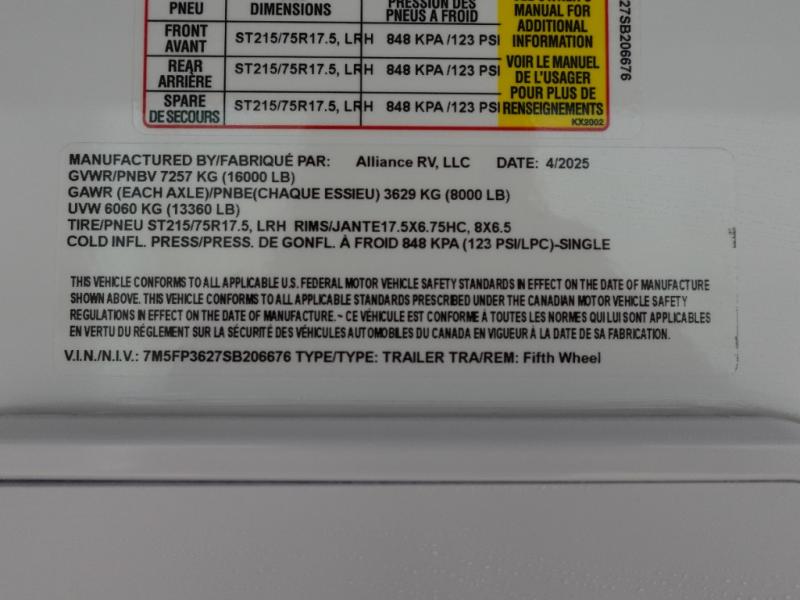 PNEU DIMENSIONS PRESSION DES
PNEUS À FROID
MANUAL FOR
ADDITIONAL
INFORMATION
FRONT
AVANT ST215/75R17.5, LRH 848 KPA /123 PSI
REAR
ARRIÈRE ST215/75R17.5, LRH 848 KPA /123 PSI
SPARE
DE SECOURS ST215/75R17.5, LRH 848 KPA /123 PSI
VOIR LE MANUEL
DE L'USAGER
POUR PLUS DE
RENSEIGNEMENTS
KX2002
27SB206676
MANUFACTURED BY/FABRIQUÉ PAR: Alliance RV, LLC DATE: 4/2025
GVWR/PNBV 7257 KG (16000 LB)
GAWR (EACH AXLE)/PNBE(CHAQUE ESSIEU) 3629 KG (8000 LB)
UVW 6060 KG (13360 LB)
TIRE/PNEU ST215/75R17.5, LRH RIMS/JANTE17.5X6.75HC, 8X6.5
COLD INFL. PRESS/PRESS. DE GONFL. À FROID 848 KPA (123 PSI/LPC)-SINGLE
THIS VEHICLE CONFORMS TO ALL APPLICABLE U.S. FEDERAL MOTOR VEHICLE SAFETY STANDARDS IN EFFECT ON THE DATE OF MANUFACTURE
SHOWN ABOVE. THIS VEHICLE CONFORMS TO ALL APPLICABLE STANDARDS PRESCRIBED UNDER THE CANADIAN MOTOR VEHICLE SAFETY
REGULATIONS IN EFFECT ON THE DATE OF MANUFACTURE. ~ CE VÉHICULE EST CONFORME À TOUTES LES NORMES QUI LUI SONT APPLICABLES
EN VERTU DU RÉGLEMENT SUR LA SÉCURITÉ DES VÉHICULES AUTOMOBILES DU CANADA EN VIGUEUR À LA DATE DE SA FABRICATION.
V.I.N./N.I.V.: 7M5FP3627SB206676 TYPE/TYPE: TRAILER TRA/REM: Fifth Wheel